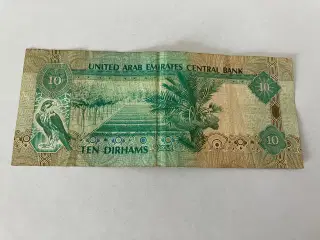 UNITED ARAB EMIRATES CENTRAL BANK
10
10
10
TEN DIRHAMS